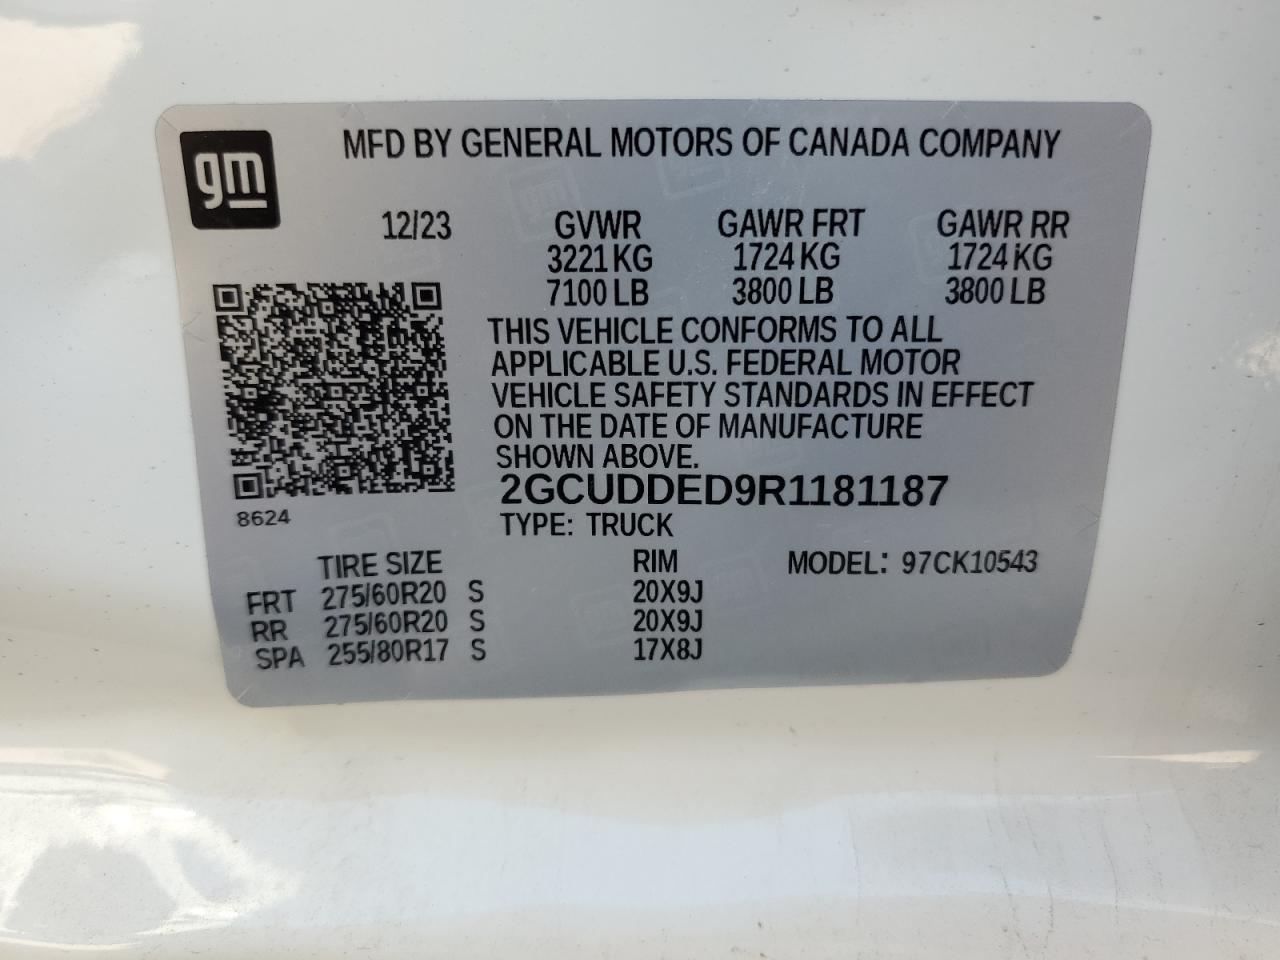 gm
MFD BY GENERAL MOTORS OF CANADA COMPANY
12/23 GVWR GAWR FRT GAWR RR
3221 KG 1724 KG 1724 KG
7100 LB 3800 LB 3800 LB
THIS VEHICLE CONFORMS TO ALL
APPLICABLE U.S. FEDERAL MOTOR
VEHICLE SAFETY STANDARDS IN EFFECT
ON THE DATE OF MANUFACTURE
SHOWN ABOVE.
2GCUDDED9R1181187
8624
TYPE: TRUCK
TIRE SIZE RIM MODEL: 97CK10543
FRT 275/60R20 S 20X9J
RR 275/60R20 S 20X9J
SPA 255/80R17 S 17X8J